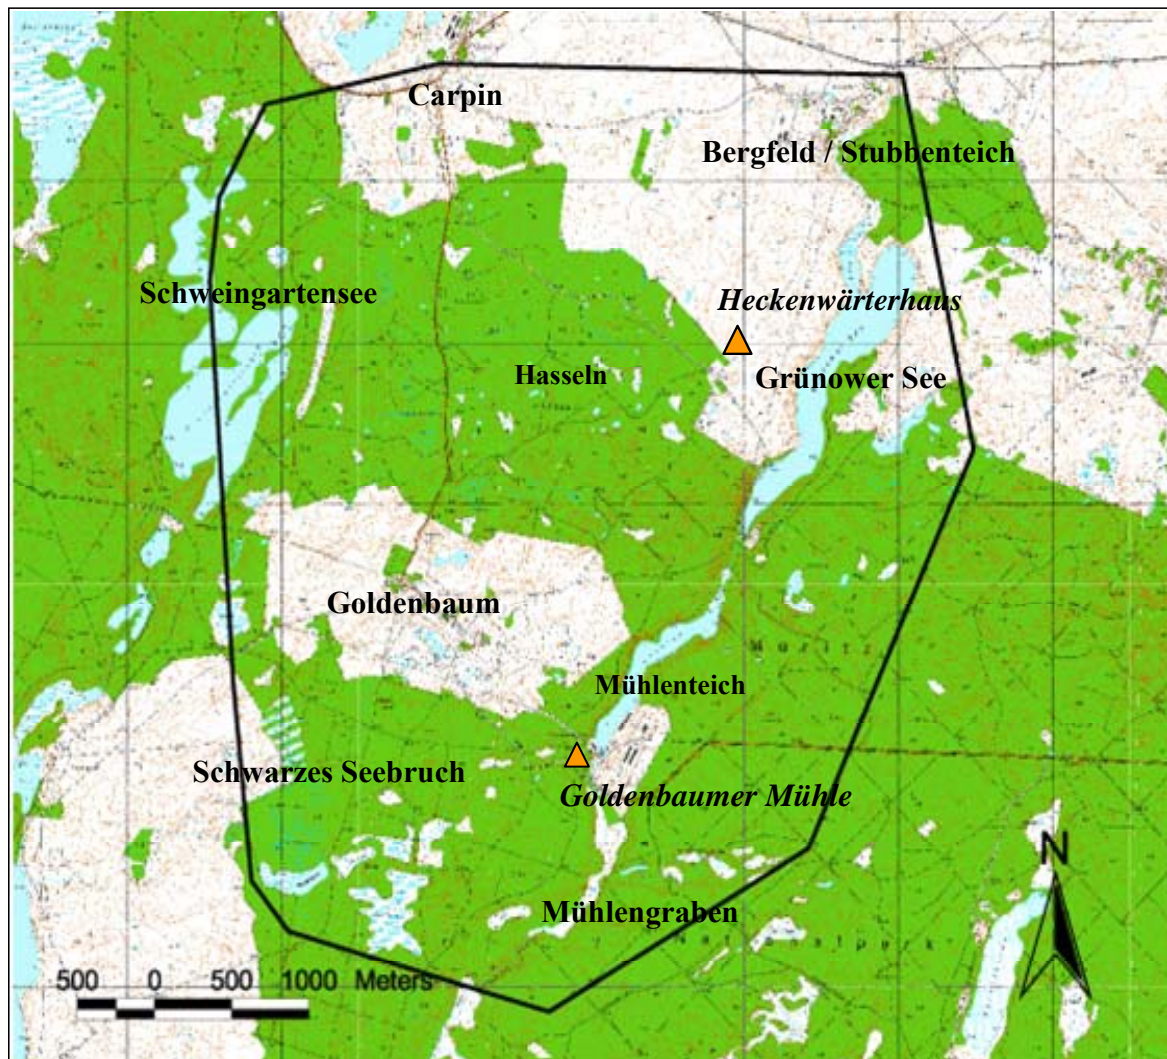 Carpin
Bergfeld / Stubbenteich
Schweingartensee
Heckenwärterhaus
Hasseln
Grünower See
Goldenbaum
Müritz
Mühlenteich
Schwarzes Seebruch
Goldenbaumer Mühle
N
Mühlengraben
500 0 500 1000 Meters